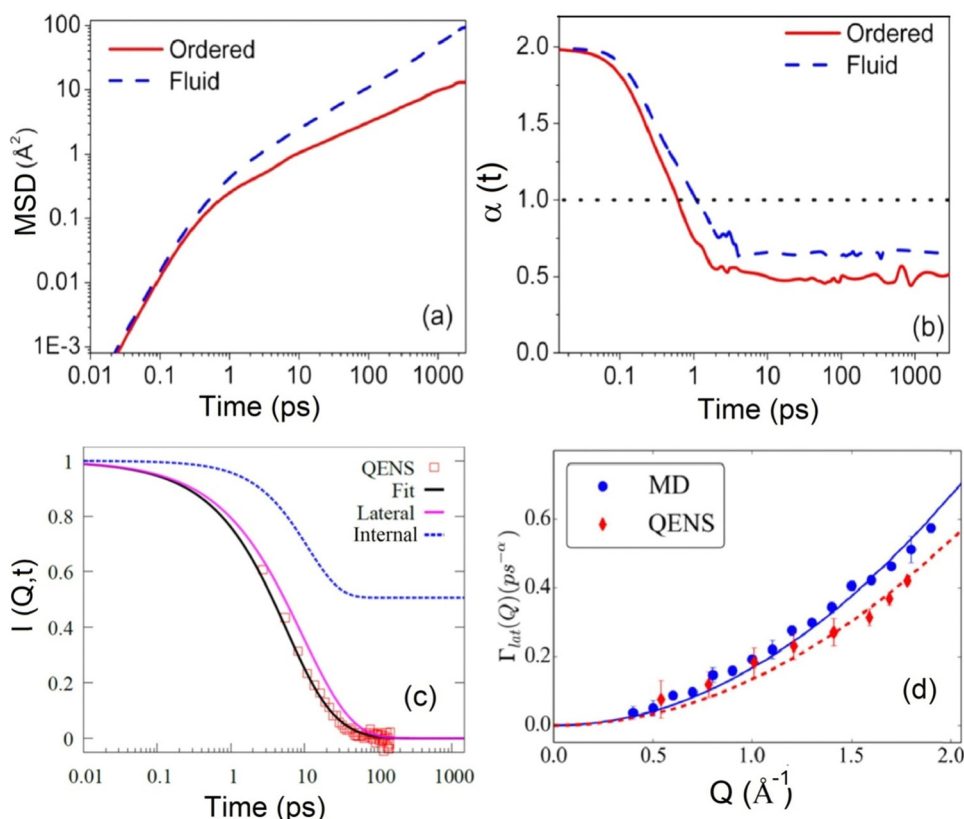 100
10
1
0.1
0.01
1E-3
MSD (Å²)
Ordered
Fluid
(a)
0.01 0.1 1 10 100 1000
Time (ps)
2.0
1.5
1.0
0.5
0.0
α (t)
Ordered
Fluid
(b)
0.1 1 10 100 1000
Time (ps)
1
0.8
0.6
0.4
0.2
0
I (Q,t)
QENS
Fit
Lateral
Internal
(c)
0.01 0.1 1 10 100 1000
Time (ps)
0.6
0.4
0.2
0.0
Γlat(Q)(ps⁻ᵅ)
MD
QENS
(d)
0.0 0.5 1.0 1.5 2.0
Q (Å⁻¹)